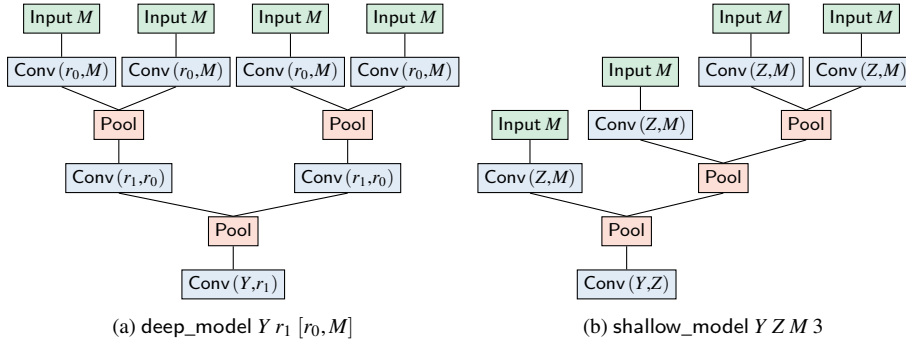 Input M Input M Input M Input M
Conv (r₀,M) Conv (r₀,M) Conv (r₀,M) Conv (r₀,M)
Pool Pool
Conv (r₁,r₀) Conv (r₁,r₀)
Pool
Conv (Y,r₁)
(a) deep_model Y r₁ [r₀, M]
Input M Input M
Conv (Z,M) Conv (Z,M)
Input M
Conv (Z,M) Pool
Input M
Conv (Z,M) Pool
Pool
Conv (Y,Z)
(b) shallow_model Y Z M 3